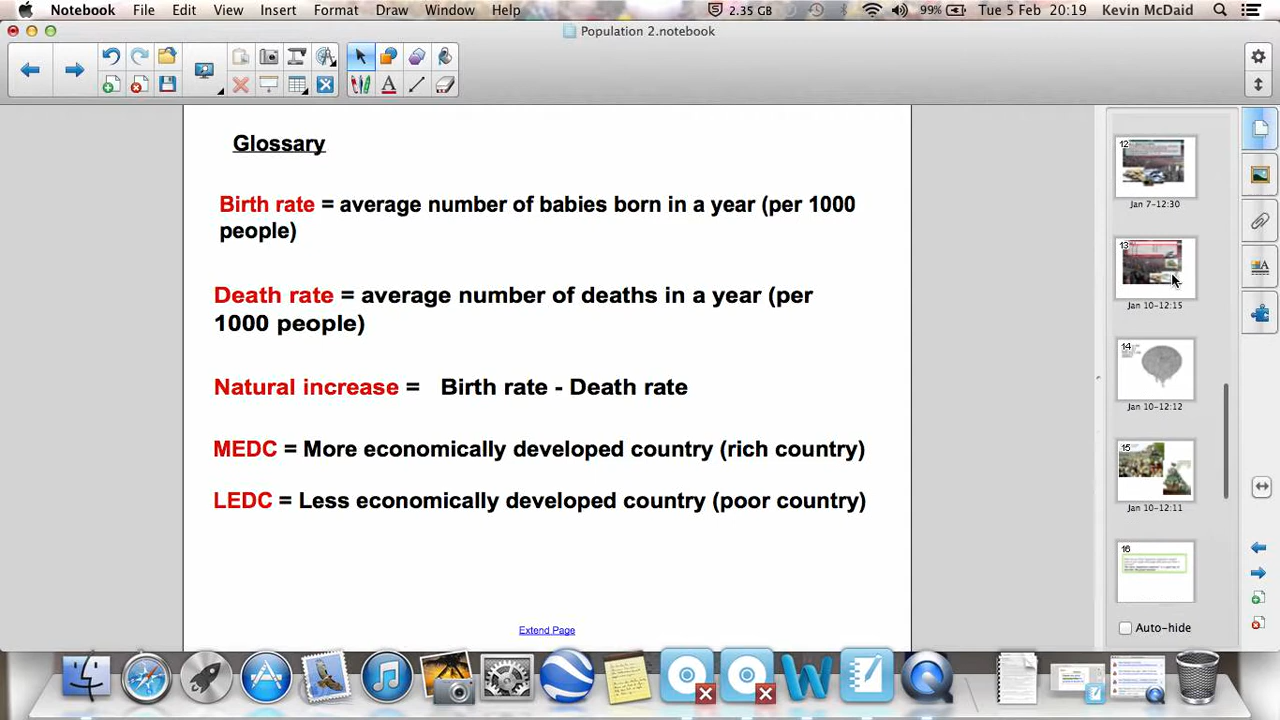 Notebook File Edit View Insert Format Draw Window Help 2.35 GB 99% Tue 5 Feb 20:19 Kevin McDaid
Population 2.notebook
Glossary
Birth rate = average number of babies born in a year (per 1000
people)
Death rate = average number of deaths in a year (per
1000 people)
Natural increase = Birth rate - Death rate
MEDC = More economically developed country (rich country)
LEDC = Less economically developed country (poor country)
Extend Page
12
Jan 7-12:30
13
Jan 10-12:15
14
Jan 10-12:12
15
Jan 10-12:11
16
Auto-hide